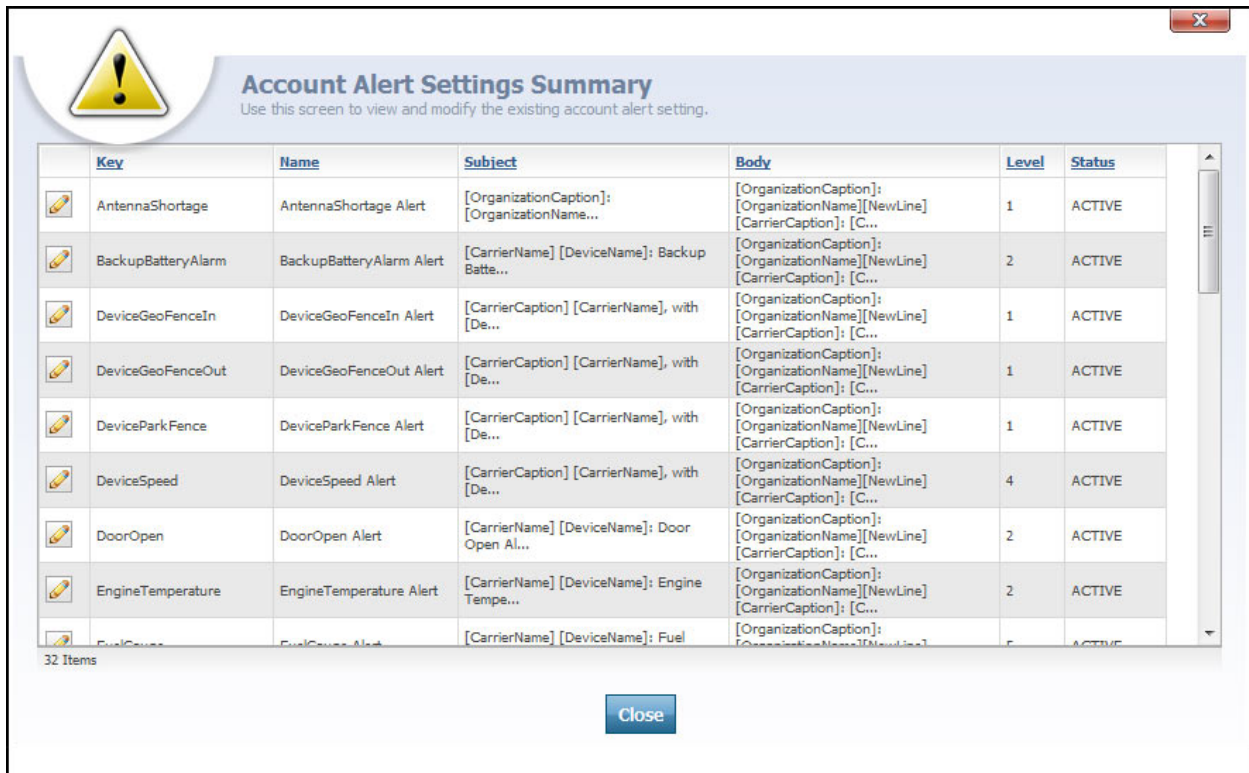 Account Alert Settings Summary
Use this screen to view and modify the existing account alert setting.
Key Name Subject Body Level Status
AntennaShortage AntennaShortage Alert [OrganizationCaption]: [OrganizationName... [OrganizationCaption]: [OrganizationName][NewLine] [CarrierCaption]: [C... 1 ACTIVE
BackupBatteryAlarm BackupBatteryAlarm Alert [CarrierName] [DeviceName]: Backup Batte... [OrganizationCaption]: [OrganizationName][NewLine] [CarrierCaption]: [C... 2 ACTIVE
DeviceGeoFenceIn DeviceGeoFenceIn Alert [CarrierCaption] [CarrierName], with [De... [OrganizationCaption]: [OrganizationName][NewLine] [CarrierCaption]: [C... 1 ACTIVE
DeviceGeoFenceOut DeviceGeoFenceOut Alert [CarrierCaption] [CarrierName], with [De... [OrganizationCaption]: [OrganizationName][NewLine] [CarrierCaption]: [C... 1 ACTIVE
DeviceParkFence DeviceParkFence Alert [CarrierCaption] [CarrierName], with [De... [OrganizationCaption]: [OrganizationName][NewLine] [CarrierCaption]: [C... 1 ACTIVE
DeviceSpeed DeviceSpeed Alert [CarrierCaption] [CarrierName], with [De... [OrganizationCaption]: [OrganizationName][NewLine] [CarrierCaption]: [C... 4 ACTIVE
DoorOpen DoorOpen Alert [CarrierName] [DeviceName]: Door Open Al... [OrganizationCaption]: [OrganizationName][NewLine] [CarrierCaption]: [C... 2 ACTIVE
EngineTemperature EngineTemperature Alert [CarrierName] [DeviceName]: Engine Tempe... [OrganizationCaption]: [OrganizationName][NewLine] [CarrierCaption]: [C... 2 ACTIVE
[CarrierName] [DeviceName]: Fuel [OrganizationCaption]:
32 Items
Close